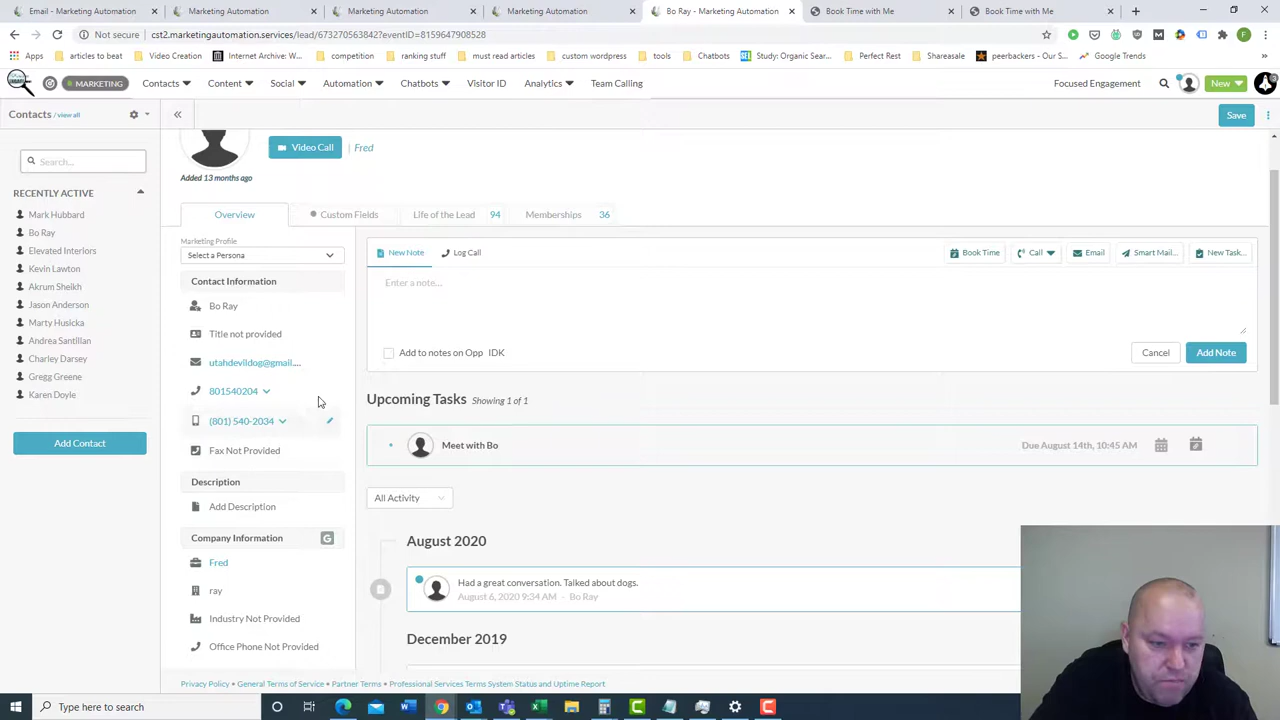 Email - Marketing Automation
Marketing Automation
Marketing Automation
Bo Ray - Marketing Automation
Book Time with Me
Book Time with Me
Not secure
cst2.marketingautomation.services/lead/673270563842?eventID=8159647908528
Apps
articles to beat
Video creation
Internet Archive W...
competition
ranking stuff
must read articles
custom wordpress
tools
Chatbots
Study: Organic Sear...
Perfect Rest
Shareasale
peerbackers - Fund...
Google Trends
MARKETING
Contacts
Content
Social
Automation
Chatbots
Visitor ID
Analytics
Team Calling
Focused Engagement
New
Contacts / view all
Save
Search...
RECENTLY ACTIVE
Mark Hubbard
Bo Ray
Elevated Interiors
Kevin Lawton
Akrum Sheikh
Jason Anderson
Marty Husicka
Andrea Santillan
Charley Darsey
Gregg Greene
Karen Doyle
Add Contact
Video Call | Fred
Added 13 months ago
Overview
Custom Fields
Life of the Lead 94
Memberships 36
Marketing Profile
Select a Persona
Contact Information
Bo Ray
Title not provided
utahdevildog@gmail....
801540204
(801) 540-2034
Fax Not Provided
Description
Add Description
Company Information
Fred
ray
Industry Not Provided
Office Phone Not Provided
New Note
Log Call
Book Time
Call
Email
Smart Mail...
New Task...
Enter a note...
Add to notes on Opp IDK
Cancel
Add Note
Upcoming Tasks Showing 1 of 1
Meet with Bo
Due August 14th, 10:45 AM
All Activity
August 2020
Had a great conversation. Talked about dogs.
August 6, 2020 9:34 AM - Bo Ray
December 2019
Privacy Policy • General Terms of Service • Partner Terms • Professional Services Terms System Status and Uptime Report
Type here to search